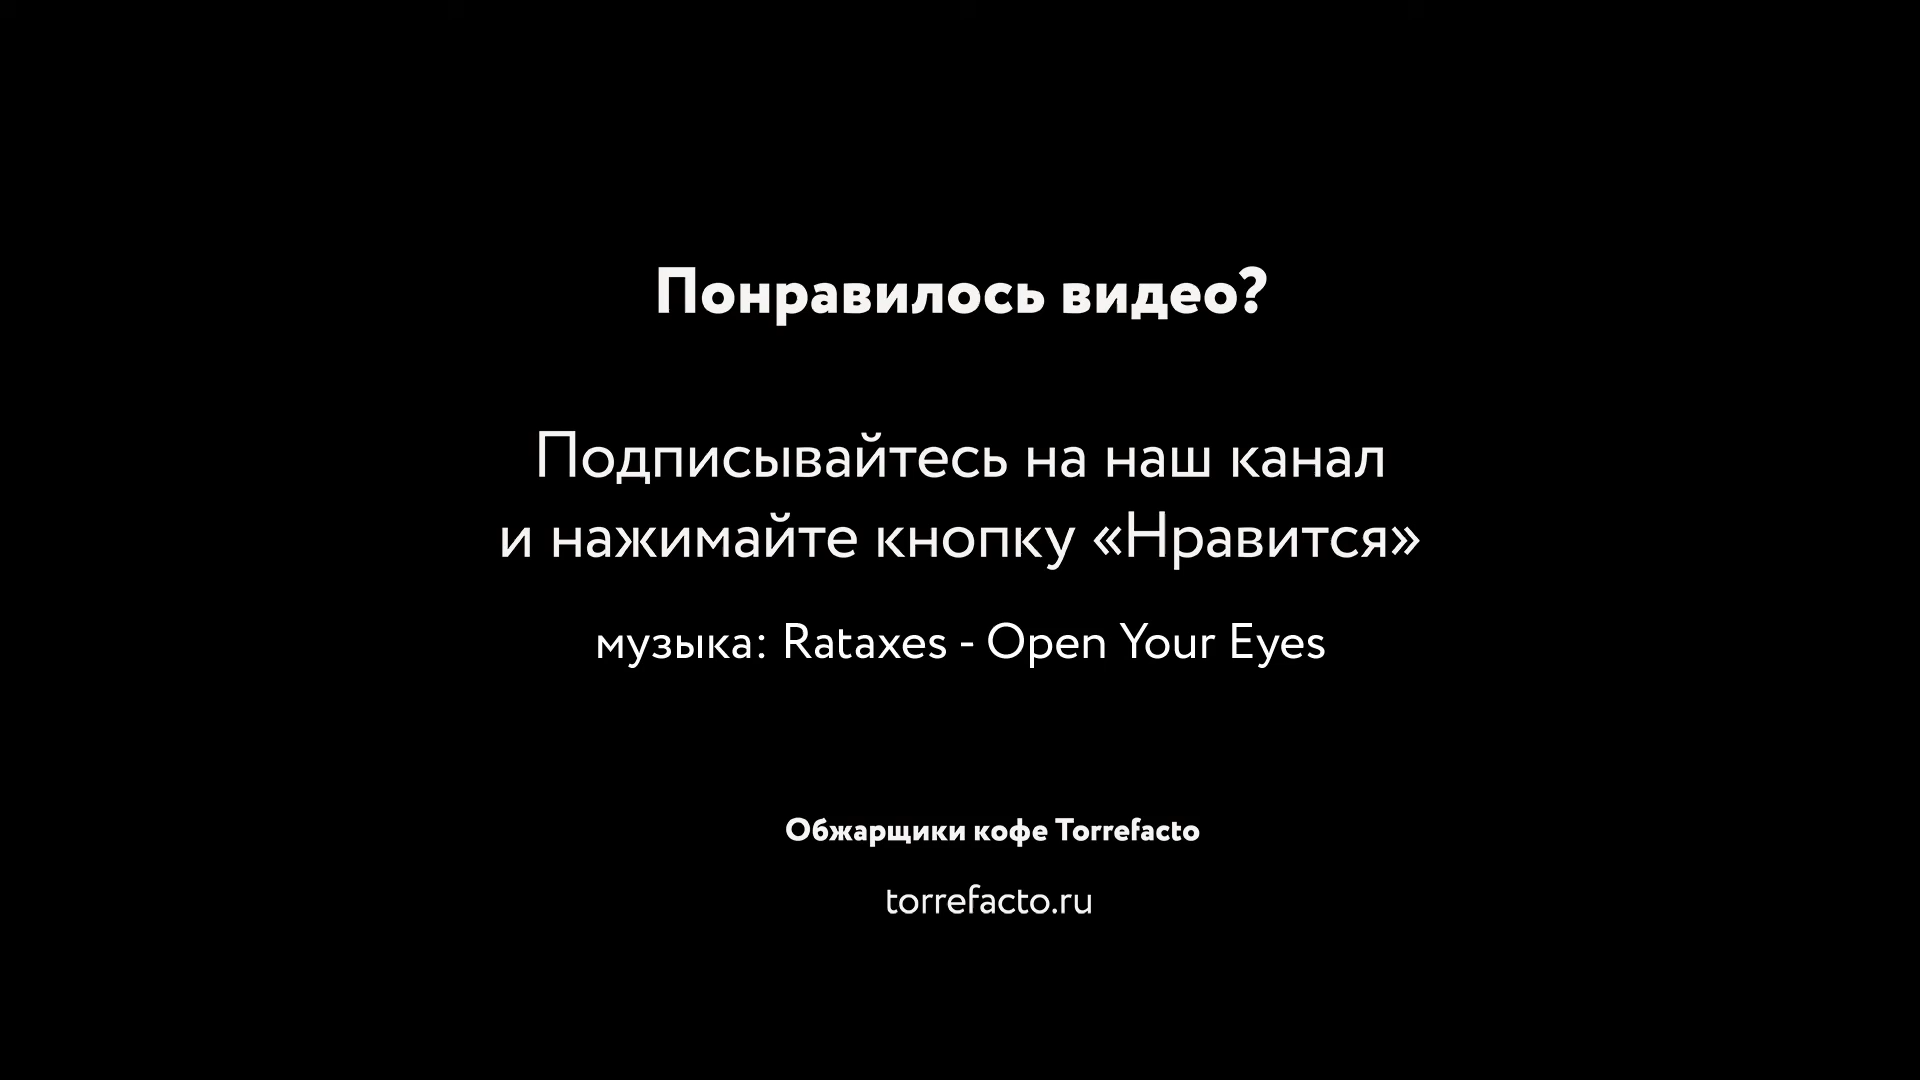 Понравилось видео?
Подписывайтесь на наш канал
и нажимайте кнопку «Нравится»
музыка: Rataxes - Open Your Eyes
Обжарщики кофе Torrefacto
torrefacto.ru